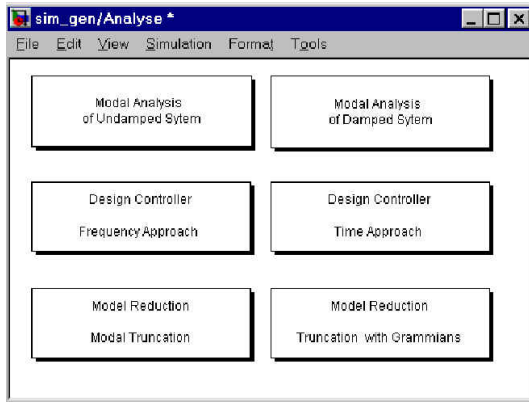 sim_gen/Analyse *
File Edit View Simulation Format Tools
Modal Analysis
of Undamped Sytem
Modal Analysis
of Damped Sytem
Design Controller
Frequency Approach
Design Controller
Time Approach
Model Reduction
Modal Truncation
Model Reduction
Truncation with Grammians